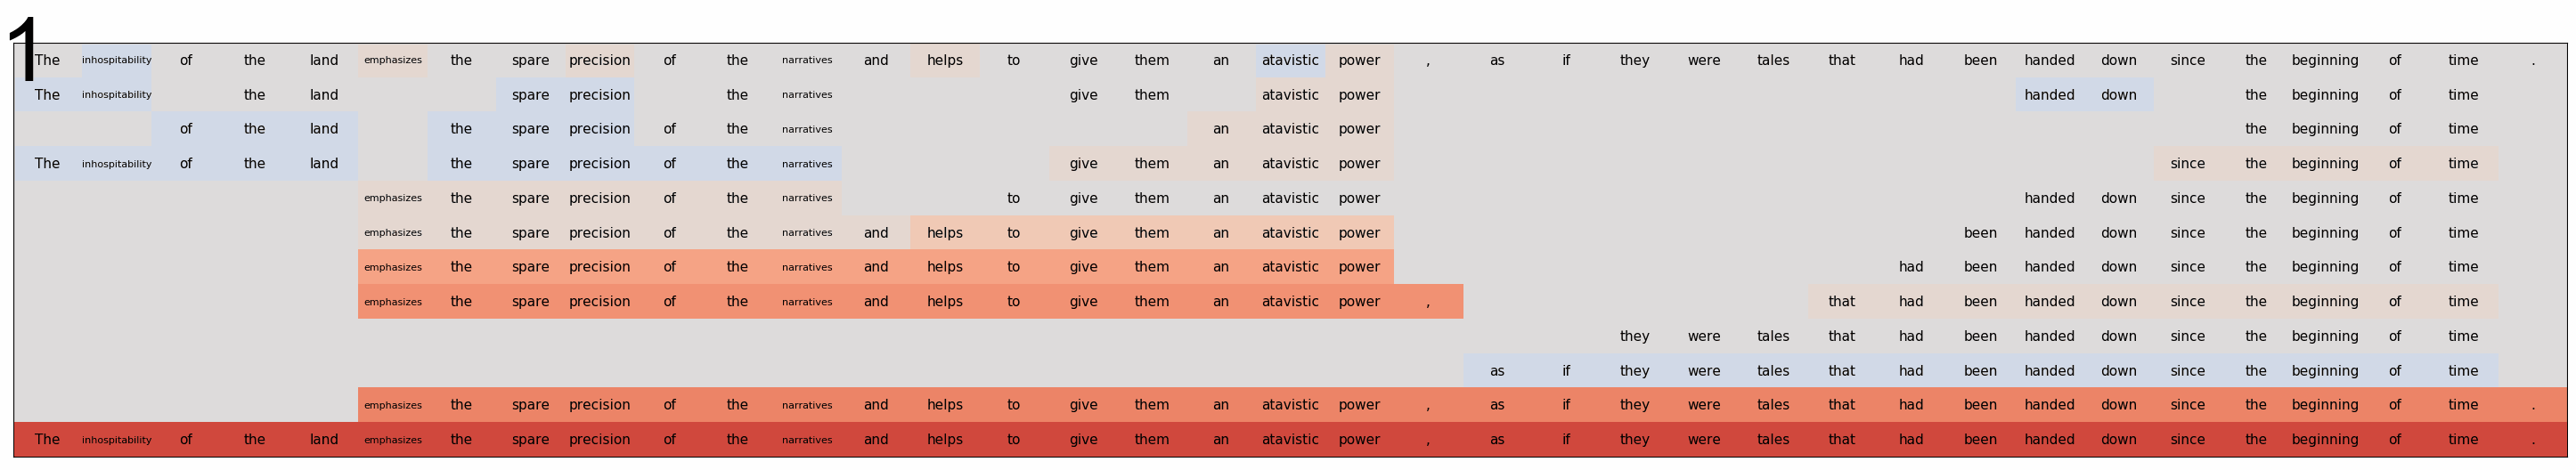 1
The inhospitability of the land emphasizes the spare precision of the narratives and helps to give them an atavistic power , as if they were tales that had been handed down since the beginning of time .
The inhospitability the land spare precision the narratives give them atavistic power handed down the beginning of time
of the land the spare precision of the narratives an atavistic power the beginning of time
The inhospitability of the land the spare precision of the narratives give them an atavistic power since the beginning of time
emphasizes the spare precision of the narratives to give them an atavistic power handed down since the beginning of time
emphasizes the spare precision of the narratives and helps to give them an atavistic power been handed down since the beginning of time
emphasizes the spare precision of the narratives and helps to give them an atavistic power had been handed down since the beginning of time
emphasizes the spare precision of the narratives and helps to give them an atavistic power , that had been handed down since the beginning of time
they were tales that had been handed down since the beginning of time
as if they were tales that had been handed down since the beginning of time
emphasizes the spare precision of the narratives and helps to give them an atavistic power , as if they were tales that had been handed down since the beginning of time .
The inhospitability of the land emphasizes the spare precision of the narratives and helps to give them an atavistic power , as if they were tales that had been handed down since the beginning of time .